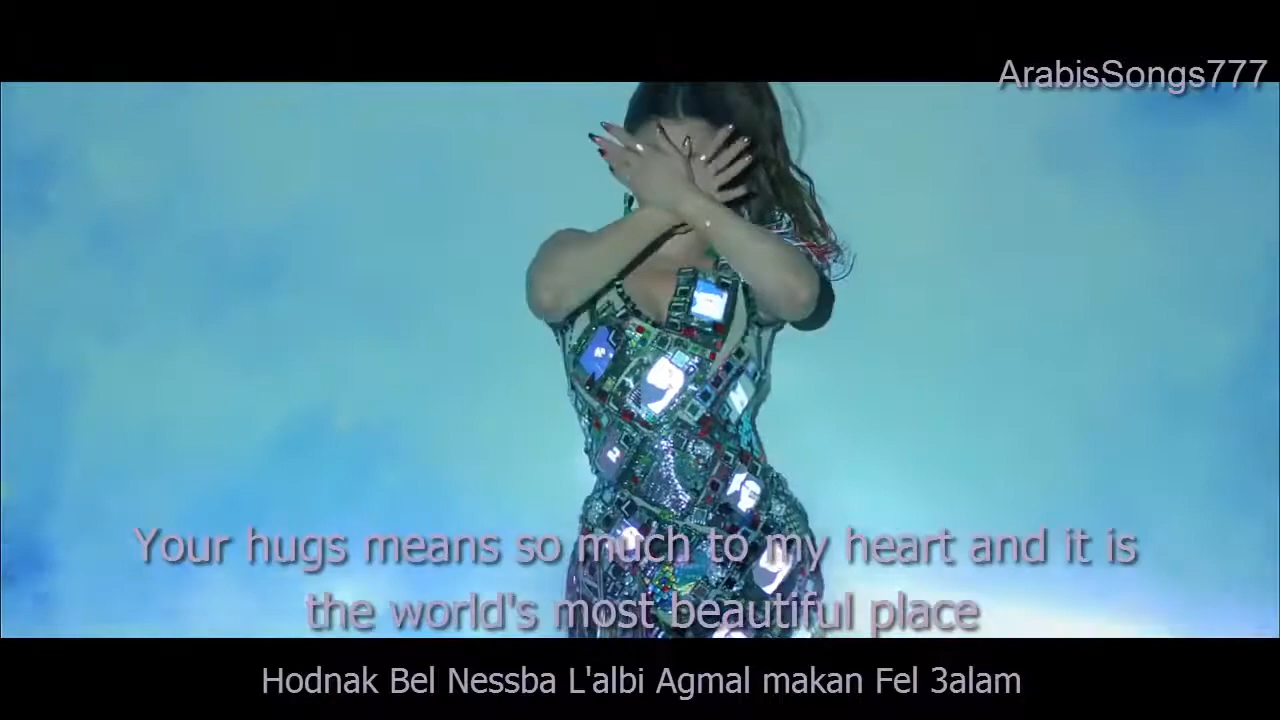 ArabisSongs777
Your hugs means so much to my heart and it is
the world's most beautiful place
Hodnak Bel Nessba L'albi Agmal makan Fel 3alam